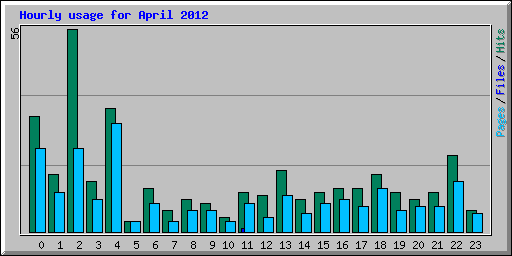 Hourly usage for April 2012
56
Pages / Files / Hits
0 1 2 3 4 5 6 7 8 9 10 11 12 13 14 15 16 17 18 19 20 21 22 23